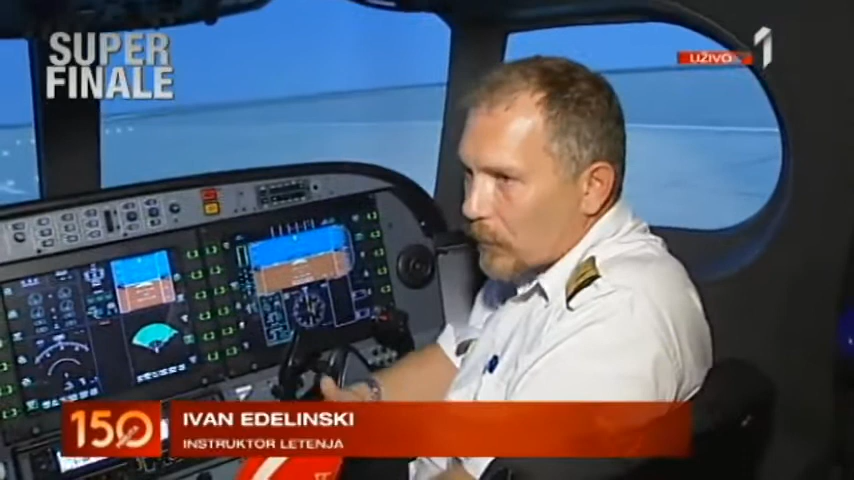 SUPER
FINALE
UŽIVO
1
150
IVAN EDELINSKI
INSTRUKTOR LETENJA